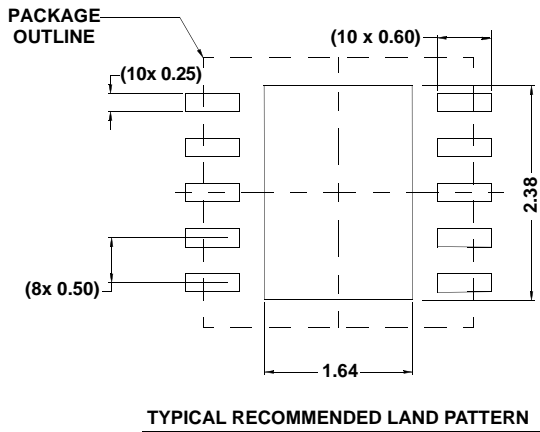 PACKAGE
OUTLINE
(10 x 0.60)
(10x 0.25)
2.38
(8x 0.50)
1.64
TYPICAL RECOMMENDED LAND PATTERN